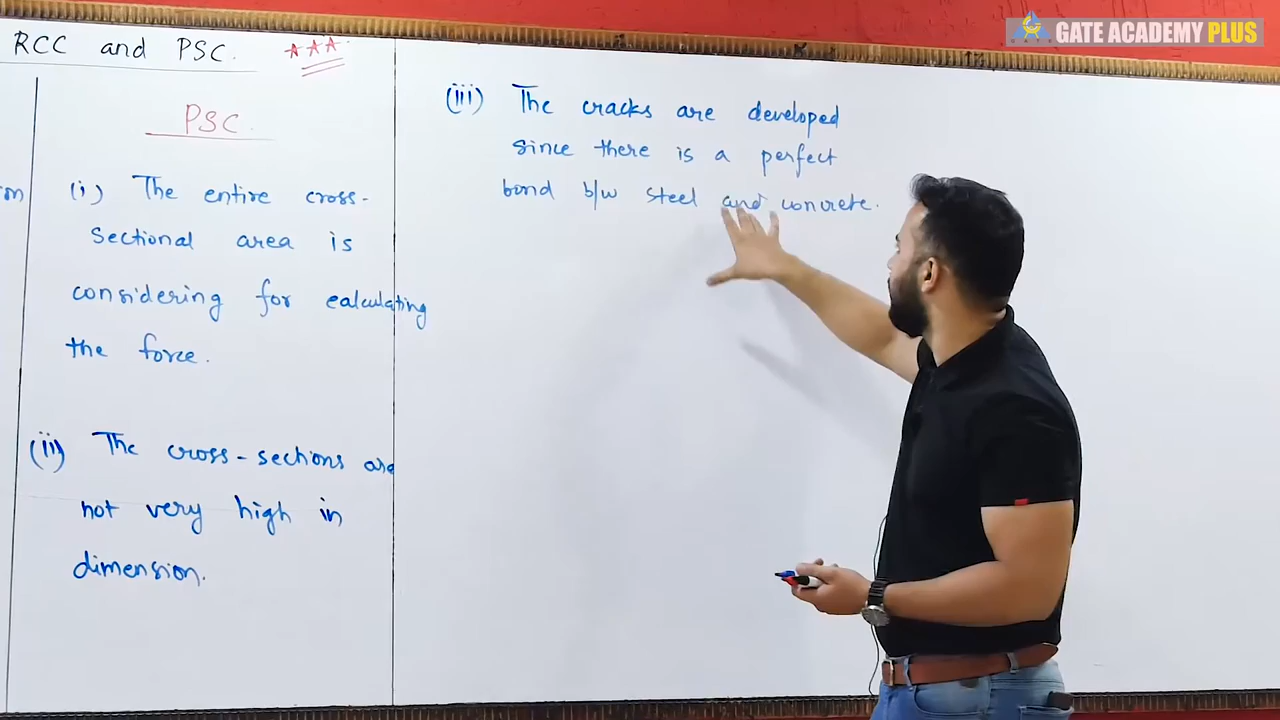 GATE ACADEMY PLUS
RCC and PSC.
PSC.
(i) The entire cross-
sectional area is
considering for calculating
the force.
(ii) The cross-sections are
not very high in
dimension.
(iii) The cracks are developed
since there is a perfect
bond b/w steel and concrete.